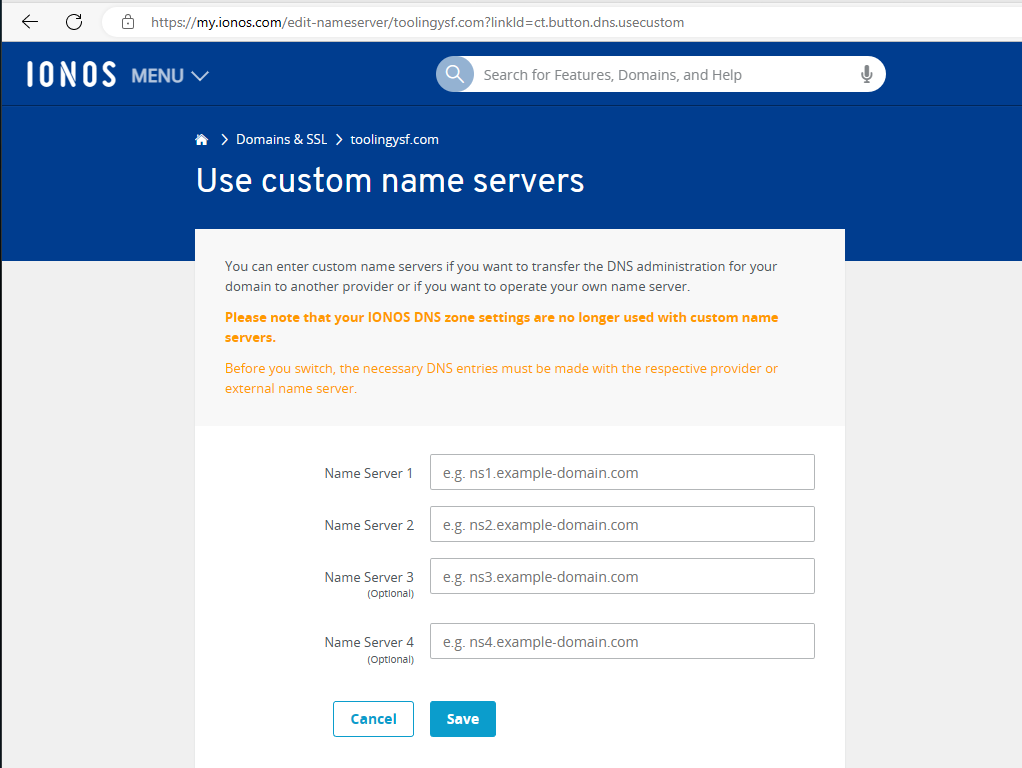 https://my.ionos.com/edit-nameserver/toolingysf.com?linkId=ct.button.dns.usecustom
IONOS MENU
Search for Features, Domains, and Help
Domains & SSL
toolingysf.com
Use custom name servers
You can enter custom name servers if you want to transfer the DNS administration for your
domain to another provider or if you want to operate your own name server.
Please note that your IONOS DNS zone settings are no longer used with custom name
servers.
Before you switch, the necessary DNS entries must be made with the respective provider or
external name server.
Name Server 1 e.g. ns1.example-domain.com
Name Server 2 e.g. ns2.example-domain.com
Name Server 3 e.g. ns3.example-domain.com
(Optional)
Name Server 4 e.g. ns4.example-domain.com
(Optional)
Cancel Save